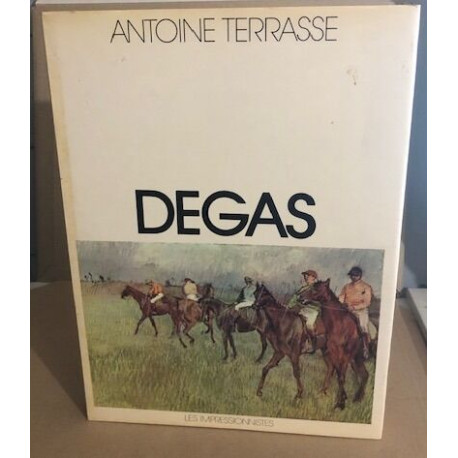 ANTOINE TERRASSE
DEGAS
LES IMPRESSIONNISTES